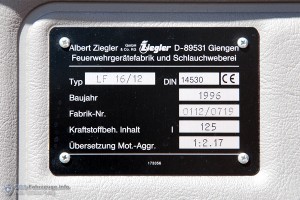 Albert Ziegler GMBH & CO. KG Ziegler D-89531 Giengen
Feuerwehrgerätefabrik und Schlauchweberei
Typ LF 16/12 DIN 14530 CE
Baujahr 1996
Fabrik-Nr. 0112/0719
Kraftstoffbeh. Inhalt l 125
Übersetzung Mot.-Aggr. 1:2.17
179356